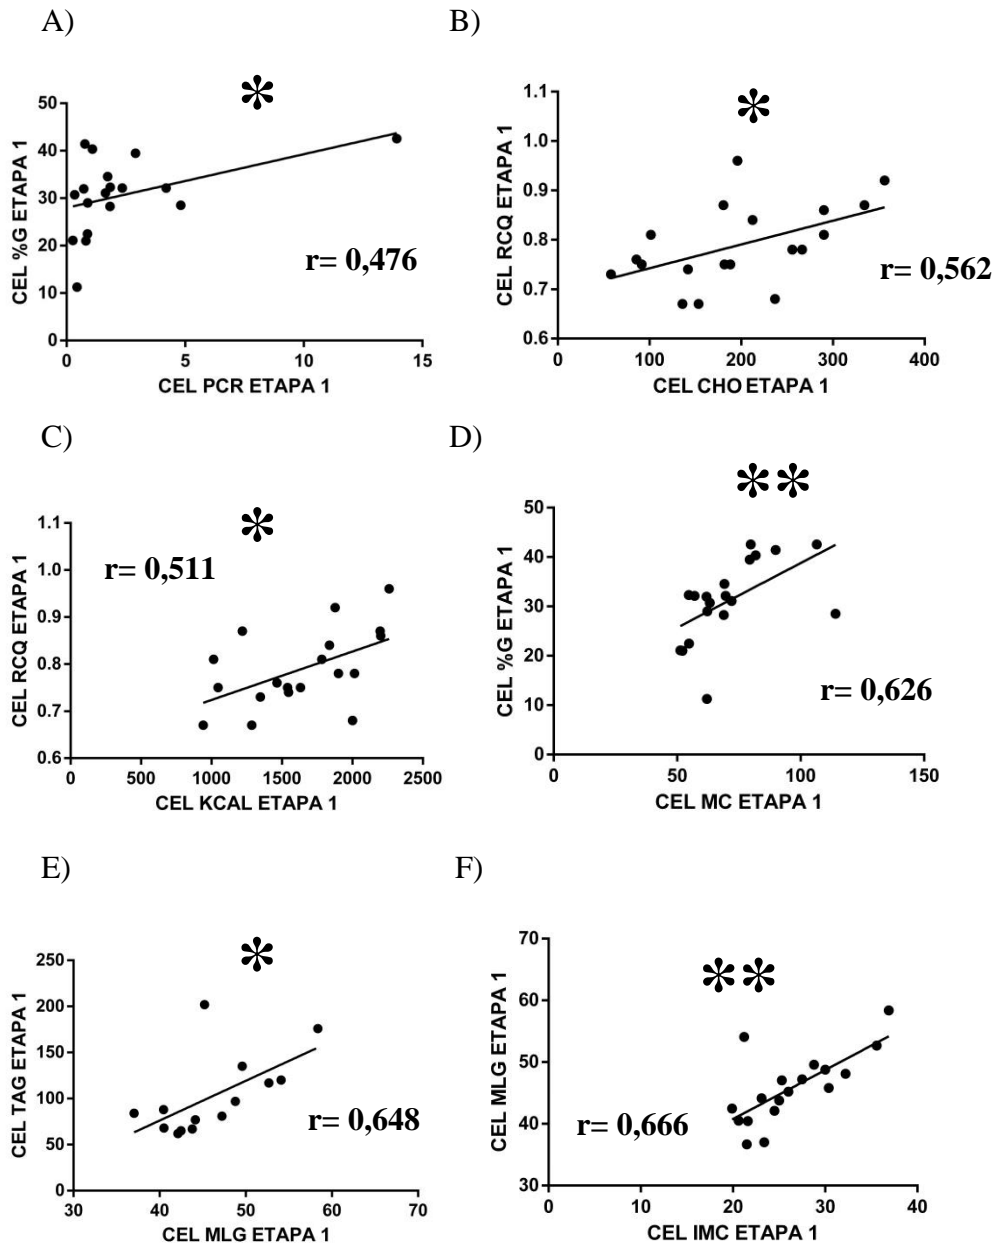 A)
*
CEL %G ETAPA 1
50
40
30
20
10
0
r= 0,476
0 5 10 15
CEL PCR ETAPA 1
B)
*
CEL RCQ ETAPA 1
1.1
1.0
0.9
0.8
0.7
0.6
r= 0,562
0 100 200 300 400
CEL CHO ETAPA 1
C)
*
CEL RCQ ETAPA 1
1.1
1.0
0.9
0.8
0.7
0.6
r= 0,511
0 500 1000 1500 2000 2500
CEL KCAL ETAPA 1
D)
**
CEL %G ETAPA 1
50
40
30
20
10
0
r= 0,626
0 50 100 150
CEL MC ETAPA 1
E)
*
CEL TAG ETAPA 1
250
200
150
100
50
0
r= 0,648
30 40 50 60 70
CEL MLG ETAPA 1
F)
**
CEL MLG ETAPA 1
70
60
50
40
30
r= 0,666
0 10 20 30 40
CEL IMC ETAPA 1